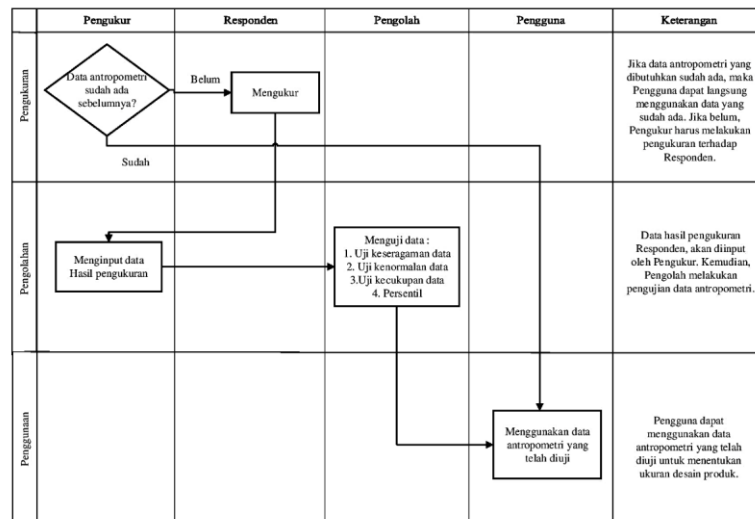 Pengukur
Responden
Pengolah
Pengguna
Keterangan
Pengukuran
Data antropometri
sudah ada
sebelumnya?
Belum
Mengukur
Sudah
Jika data antropometri yang
dibutuhkan sudah ada, maka
Pengguna dapat langsung
menggunakan data yang
sudah ada. Jika belum,
Pengukur harus melakukan
pengukuran terhadap
Responden.
Pengolahan
Menginput data
Hasil pengukuran
Menguji data :
1. Uji keseragaman data
2. Uji kenormalan data
3.Uji kecukupan data
4. Persentil
Data hasil pengukuran
Responden, akan diinput
oleh Pengukur. Kemudian,
Pengolah melakukan
pengujian data antropometri.
Penggunaan
Menggunakan data
antropometri yang
telah diuji
Pengguna dapat
menggunakan data
antropometri yang telah
diuji untuk menentukan
ukuran desain produk.